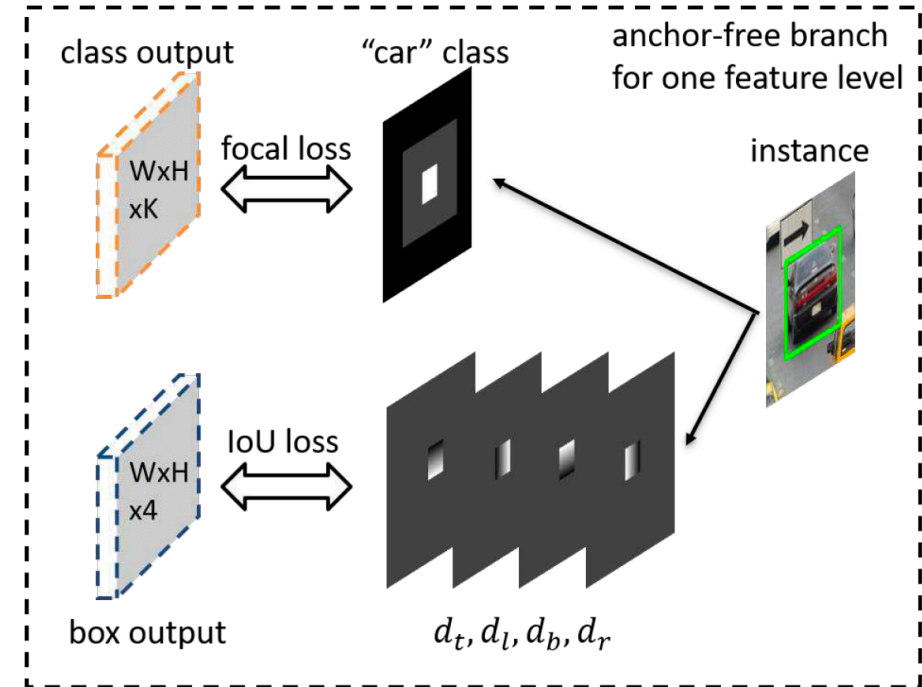 class output
“car” class
anchor-free branch
for one feature level
focal loss
instance
WxH
xK
IoU loss
WxH
x4
box output
d_t, d_l, d_b, d_r